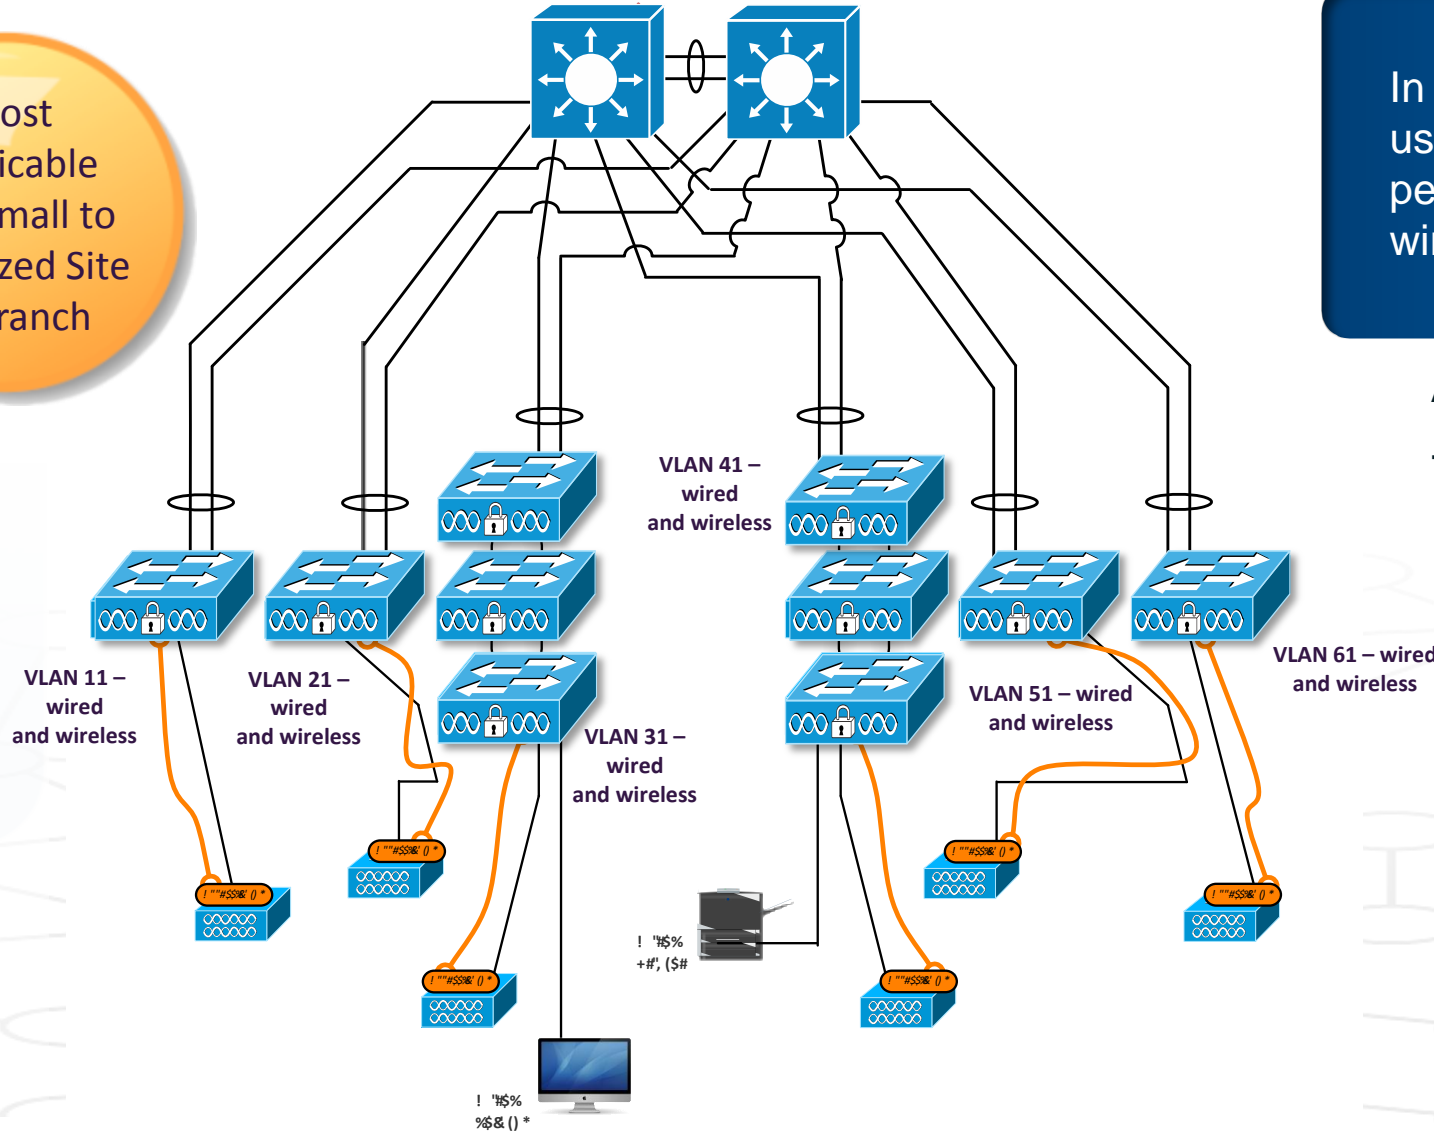 ost
icable
mall to
zed Site
ranch
In
us
pe
wi
VLAN 41 –
wired
and wireless
VLAN 11 –
wired
and wireless
VLAN 21 –
wired
and wireless
VLAN 31 –
wired
and wireless
VLAN 51 – wired
and wireless
VLAN 61 – wired
and wireless
! ""#$$%&' () *
! ""#$$%&' () *
! ""#$$%&' () *
! ""#$$%&' () *
! ""#$$%&' () *
! ""#$$%&' () *
! "#$%
+#", ($#
! "#$%
%$& () *